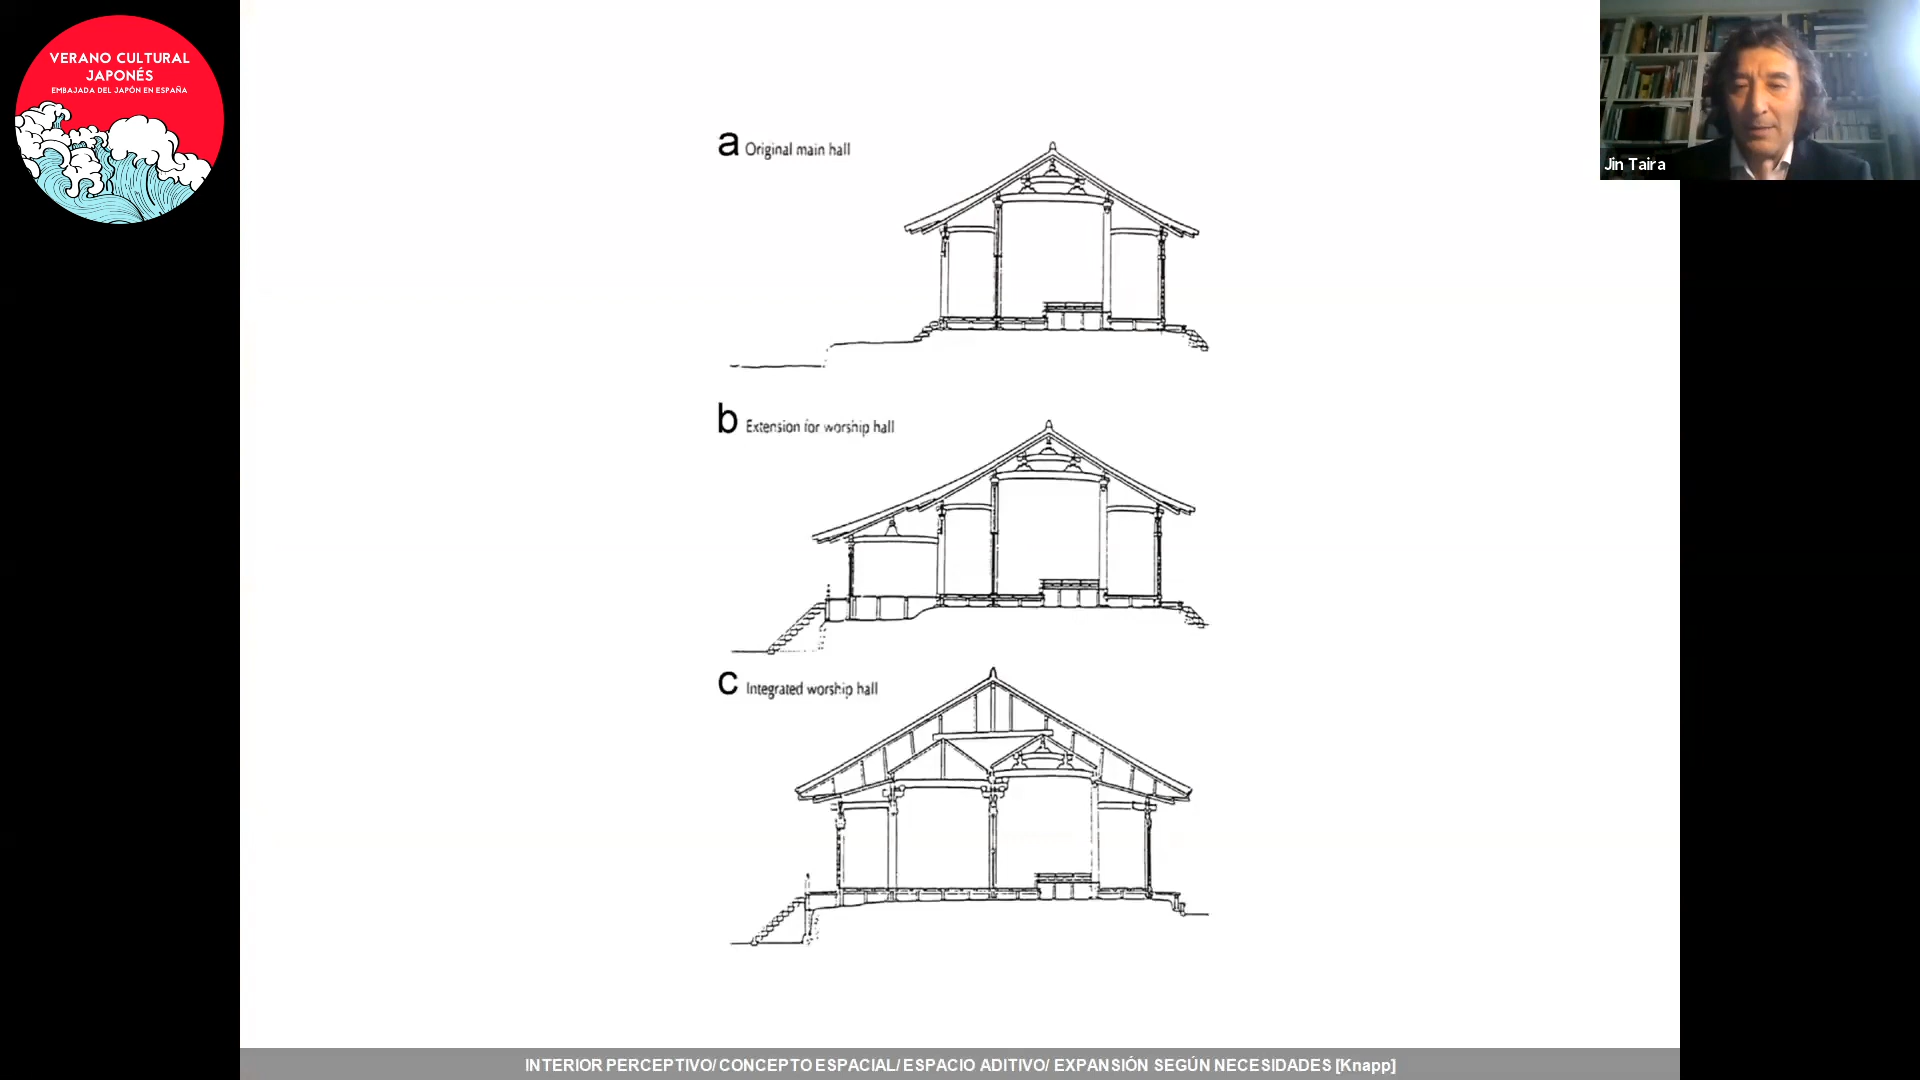 VERANO CULTURAL
JAPONÉS
EMBAJADA DEL JAPÓN EN ESPAÑA
Jin Taira
a Original main hall
b Extension for worship hall
c Integrated worship hall
INTERIOR PERCEPTIVO/ CONCEPTO ESPACIAL/ ESPACIO ADITIVO/ EXPANSIÓN SEGÚN NECESIDADES [Knapp]